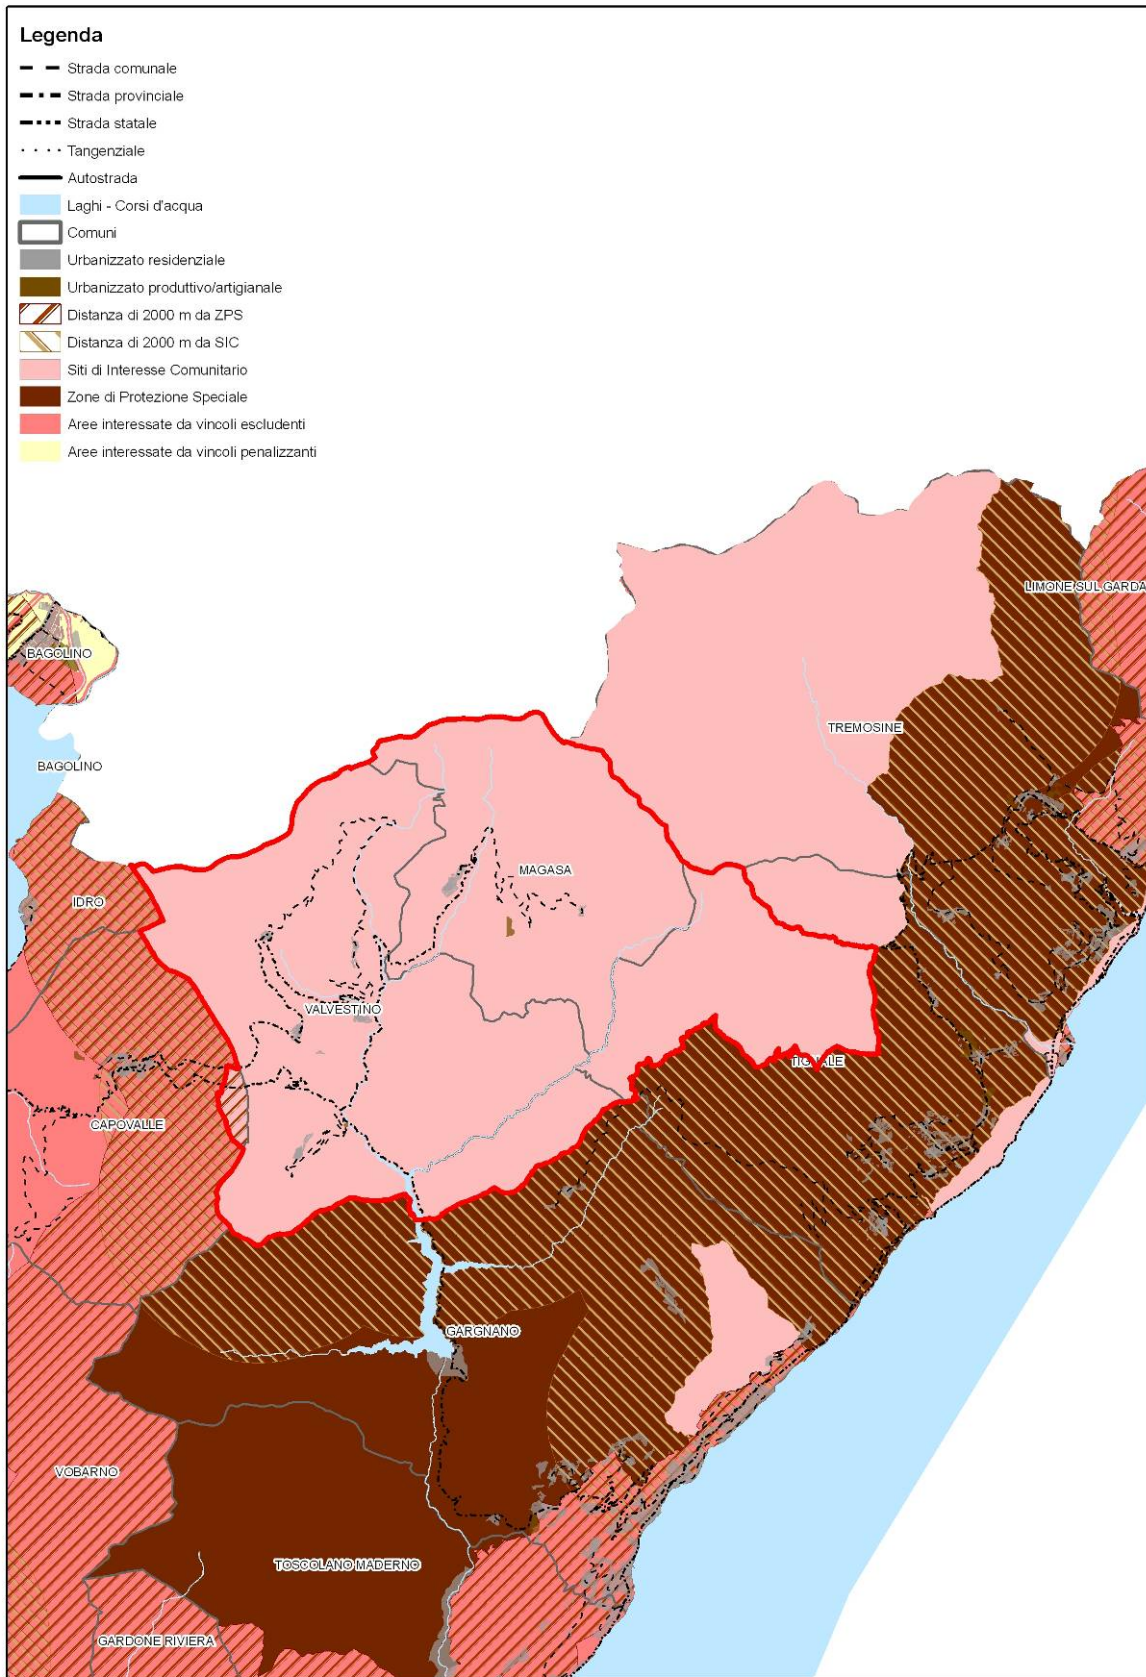 Legenda
Strada comunale
Strada provinciale
Strada statale
Tangenziale
Autostrada
Laghi - Corsi d'acqua
Comuni
Urbanizzato residenziale
Urbanizzato produttivo/artigianale
Distanza di 2000 m da ZPS
Distanza di 2000 m da SIC
Siti di Interesse Comunitario
Zone di Protezione Speciale
Aree interessate da vincoli escludenti
Aree interessate da vincoli penalizzanti
LIMONE SUL GARDA
BAGOLINO
TREMOSINE
BAGOLINO
MAGASA
IDRO
VALVESTINO
TIGNALE
CAPOVALLE
GARGNANO
VOBARNO
TOSCOLANO MADERNO
GARDONE RIVIERA